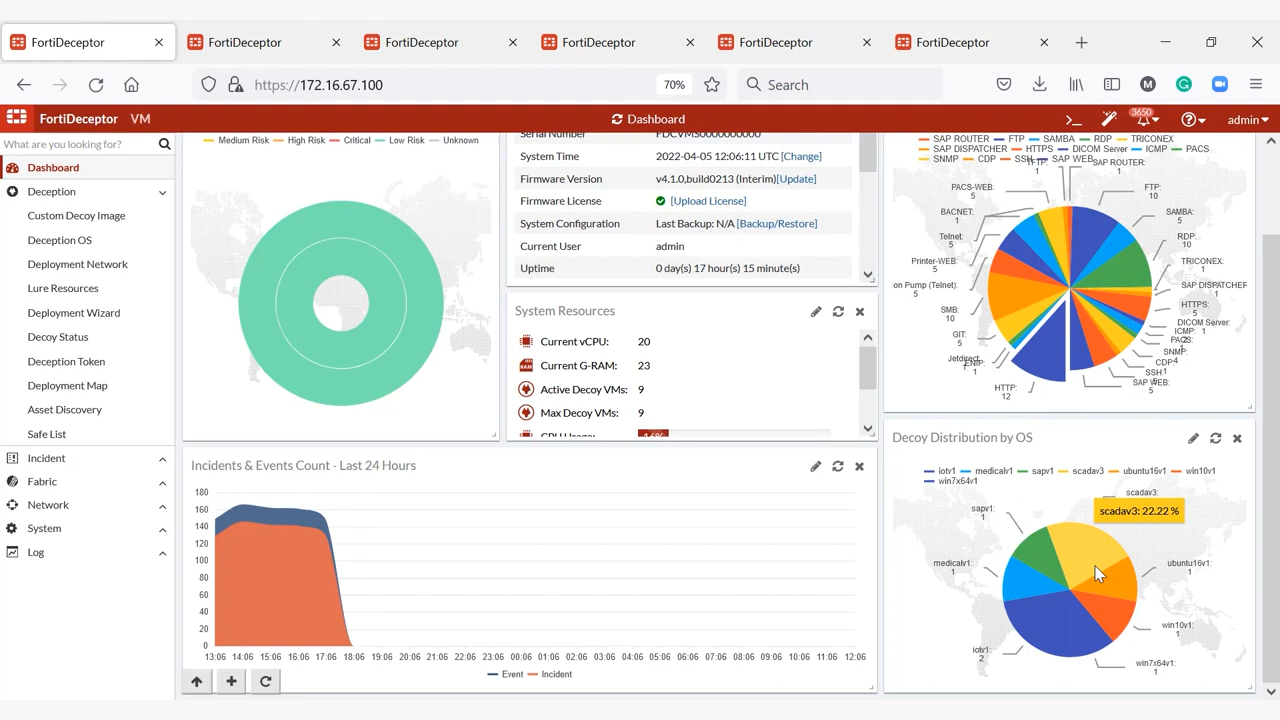 FortiDeceptor
FortiDeceptor
FortiDeceptor
FortiDeceptor
FortiDeceptor
FortiDeceptor
https://172.16.67.100
70%
Search
M
FortiDeceptor VM
Dashboard
3650
admin
What are you looking for?
Dashboard
Deception
Custom Decoy Image
Deception OS
Deployment Network
Lure Resources
Deployment Wizard
Decoy Status
Deception Token
Deployment Map
Asset Discovery
Safe List
Incident
Fabric
Network
System
Log
Medium Risk High Risk Critical Low Risk Unknown
Serial Number FDCVMS0000000000
System Time 2022-04-05 12:06:11 UTC [Change]
Firmware Version v4.1.0,build0213 (Interim)[Update]
Firmware License [Upload License]
System Configuration Last Backup: N/A [Backup/Restore]
Current User admin
Uptime 0 day(s) 17 hour(s) 15 minute(s)
System Resources
Current vCPU: 20
Current G-RAM: 23
Active Decoy VMs: 9
Max Decoy VMs: 9
CPU Usage: 16%
SAP ROUTER FTP SAMBA RDP TRICONEX
SAP DISPATCHER HTTPS DICOM Server ICMP PACS
SNMP CDP SSH SAP WEB
TFTP:
1
SAP ROUTER:
1
PACS-WEB:
5
FTP:
10
BACNET:
1
SAMBA:
5
Telnet:
5
RDP:
10
Printer-WEB:
5
TRICONEX:
1
on Pump (Telnet):
5
SAP DISPATCHER
1
SMB:
10
HTTPS:
5
DICOM Server:
1
ICMP:
GIT:
5
PACS:
SNMP:
4
Jetdirect:
ENIP:
1
CDP:
1
SSH:
HTTP:
12
SAP WEB:
5
Incidents & Events Count - Last 24 Hours
180
160
140
120
100
80
60
40
20
0
13:06 14:06 15:06 16:06 17:06 18:06 19:06 20:06 21:06 22:06 23:06 00:06 01:06 02:06 03:06 04:06 05:06 06:06 07:06 08:06 09:06 10:06 11:06 12:06
Event Incident
Decoy Distribution by OS
iotv1 medicalv1 sapv1 scadav3 ubuntu16v1 win10v1
win7x64v1
scadav3:
scadav3: 22.22 %
sapv1:
1
medicalv1:
1
ubuntu16v1:
1
win10v1:
1
iotv1:
2
win7x64v1:
1